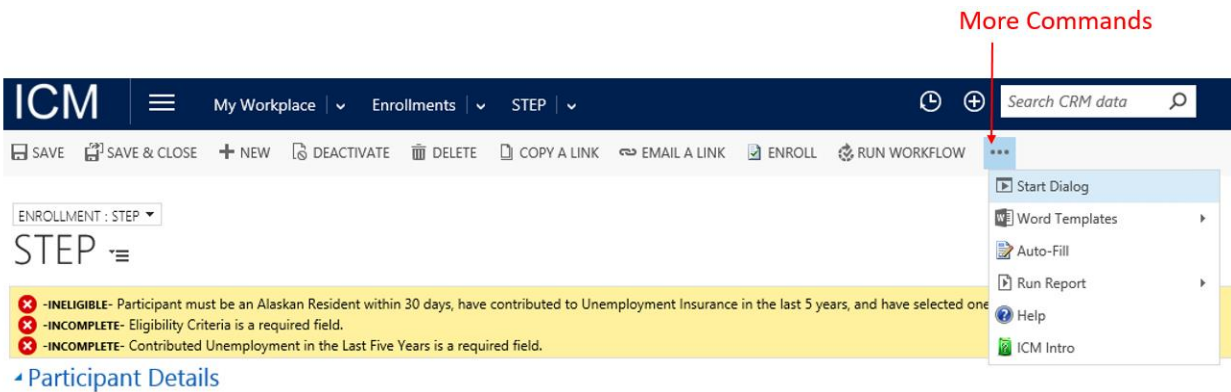 More Commands
ICM My Workplace Enrollments STEP Search CRM data
SAVE SAVE & CLOSE NEW DEACTIVATE DELETE COPY A LINK EMAIL A LINK ENROLL RUN WORKFLOW ...
Start Dialog
Word Templates
Auto-Fill
Run Report
Help
ICM Intro
ENROLLMENT : STEP
STEP
-INELIGIBLE- Participant must be an Alaskan Resident within 30 days, have contributed to Unemployment Insurance in the last 5 years, and have selected one
-INCOMPLETE- Eligibility Criteria is a required field.
-INCOMPLETE- Contributed Unemployment in the Last Five Years is a required field.
Participant Details